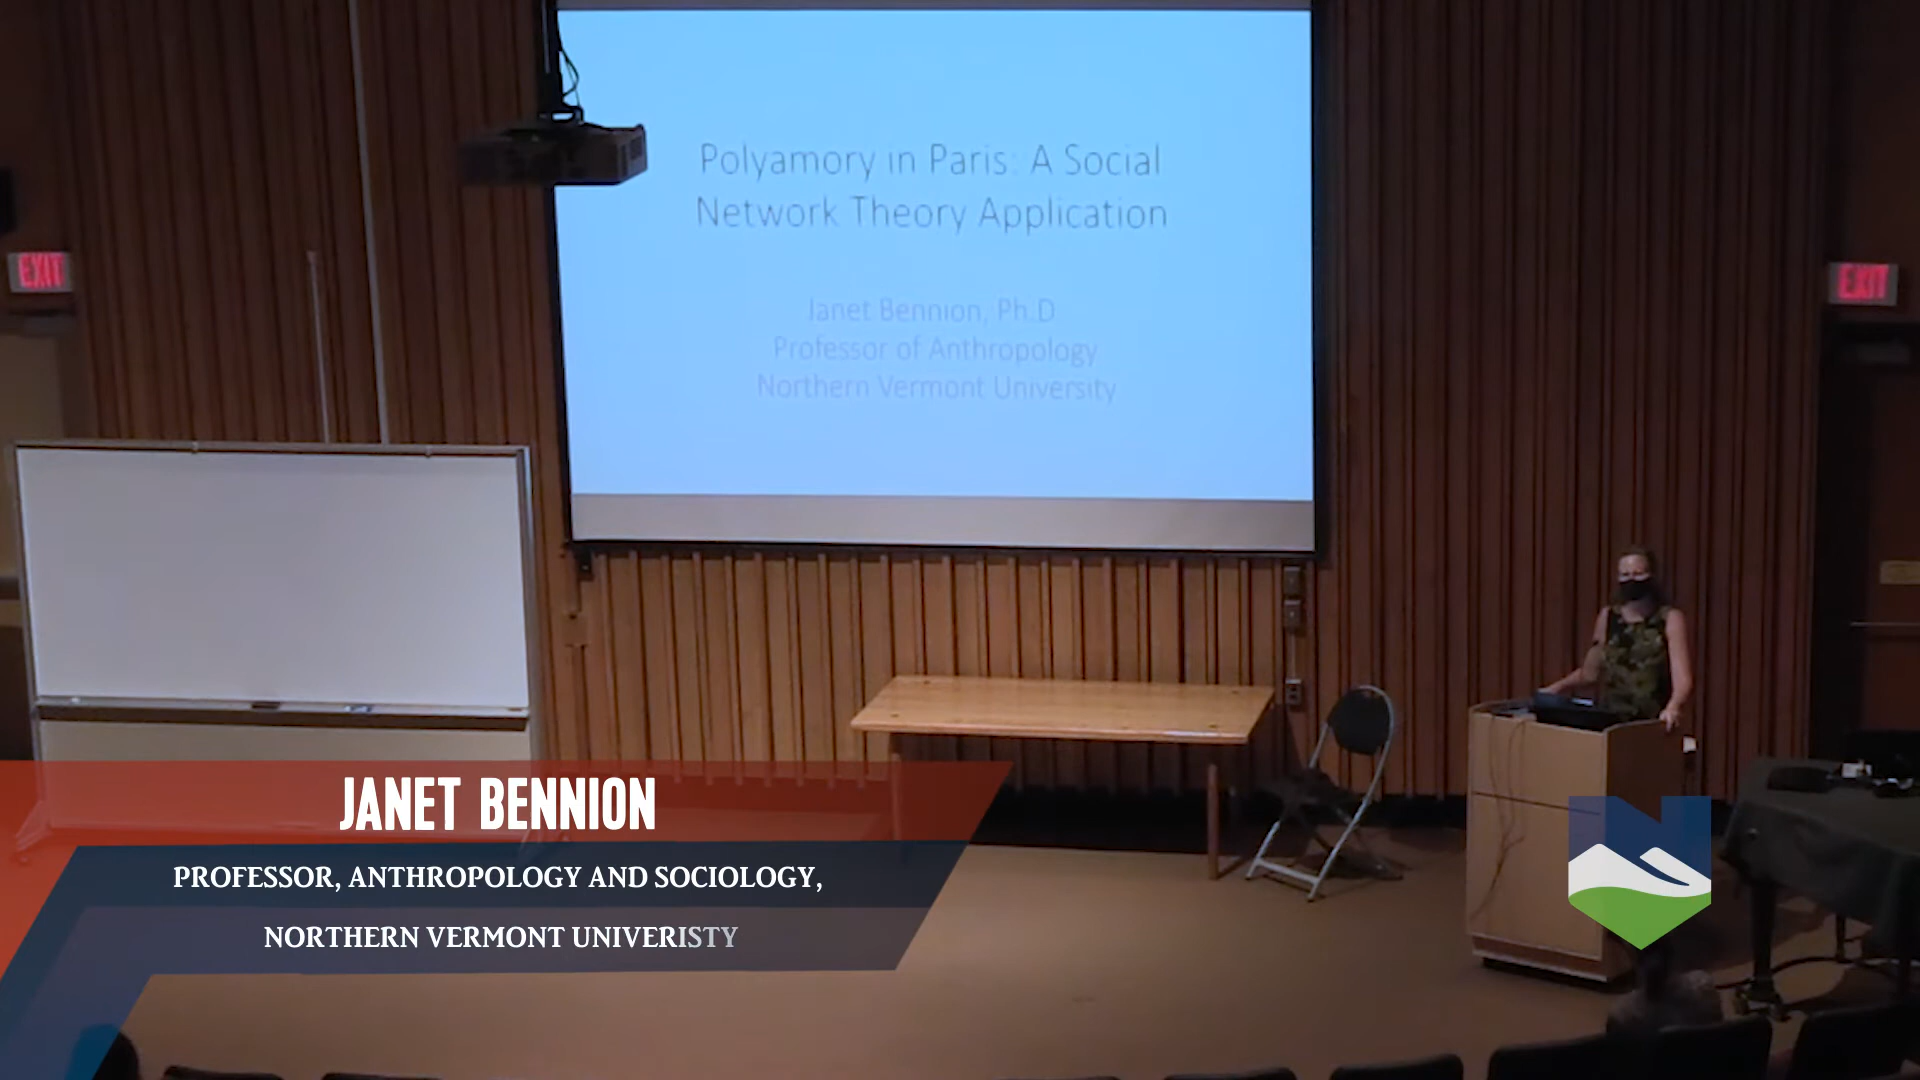 Polyamory in Paris: A Social
Network Theory Application
Janet Bennion, Ph.D
Professor of Anthropology
Northern Vermont University
EXIT
EXIT
JANET BENNION
PROFESSOR, ANTHROPOLOGY AND SOCIOLOGY,
NORTHERN VERMONT UNIVERISTY